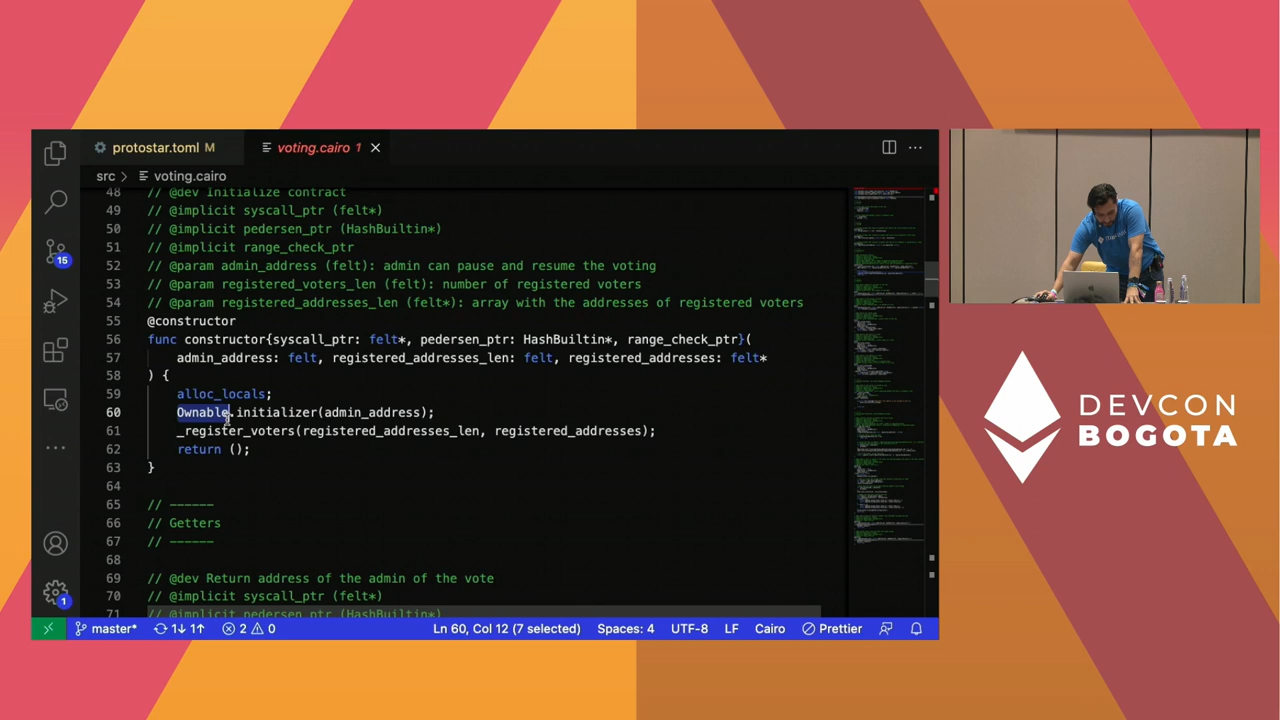 protostar.toml M
voting.cairo 1
src > voting.cairo
48 // @dev Initialize contract
49 // @implicit syscall_ptr (felt*)
50 // @implicit pedersen_ptr (HashBuiltin*)
51 // @implicit range_check_ptr
52 // @param admin_address (felt): admin can pause and resume the voting
53 // @param registered_voters_len (felt): number of registered voters
54 // @param registered_addresses_len (felt*): array with the addresses of registered voters
55 @constructor
56 func constructor{syscall_ptr: felt*, pedersen_ptr: HashBuiltin*, range_check_ptr}(
57 admin_address: felt, registered_addresses_len: felt, registered_addresses: felt*
58 ) {
59 alloc_locals;
60 Ownable.initializer(admin_address);
61 _register_voters(registered_addresses_len, registered_addresses);
62 return ();
63 }
64
65 // ------
66 // Getters
67 // ------
68
69 // @dev Return address of the admin of the vote
70 // @implicit syscall_ptr (felt*)
71 // @implicit pedersen_ptr (HashBuiltin*)
15
1
master* 1↓ 1↑ 2 0 Ln 60, Col 12 (7 selected) Spaces: 4 UTF-8 LF Cairo Prettier
DEVCON
BOGOTA